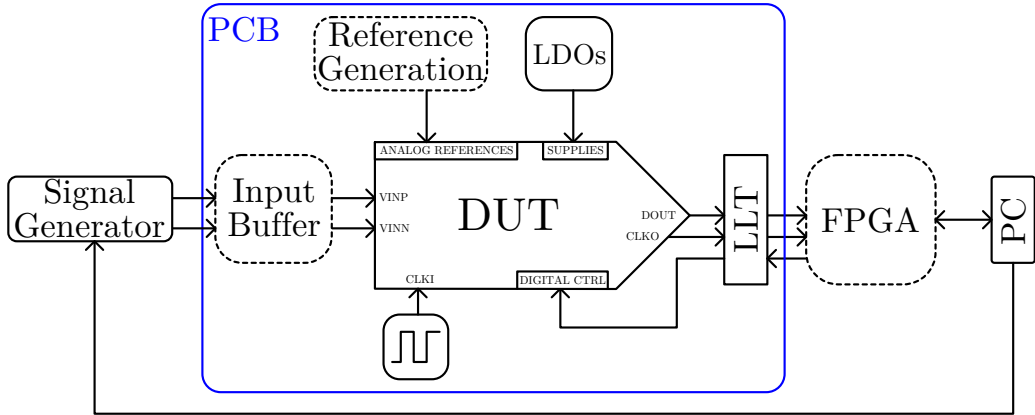 PCB
Reference
Generation
LDOs
ANALOG REFERENCES
SUPPLIES
Signal
Generator
Input
Buffer
VINP
VINN
DUT
DOUT
CLKO
CLKI
DIGITAL CTRL
LLT
FPGA
PC